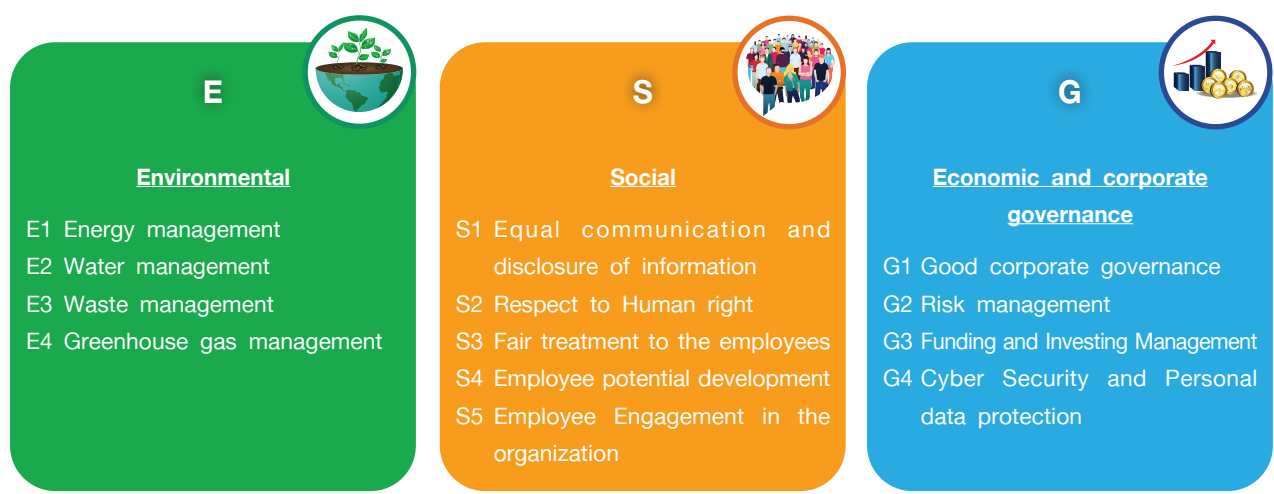 E
Environmental
E1 Energy management
E2 Water management
E3 Waste management
E4 Greenhouse gas management
S
Social
S1 Equal communication and
disclosure of information
S2 Respect to Human right
S3 Fair treatment to the employees
S4 Employee potential development
S5 Employee Engagement in the
organization
G
Economic and corporate
governance
G1 Good corporate governance
G2 Risk management
G3 Funding and Investing Management
G4 Cyber Security and Personal
data protection